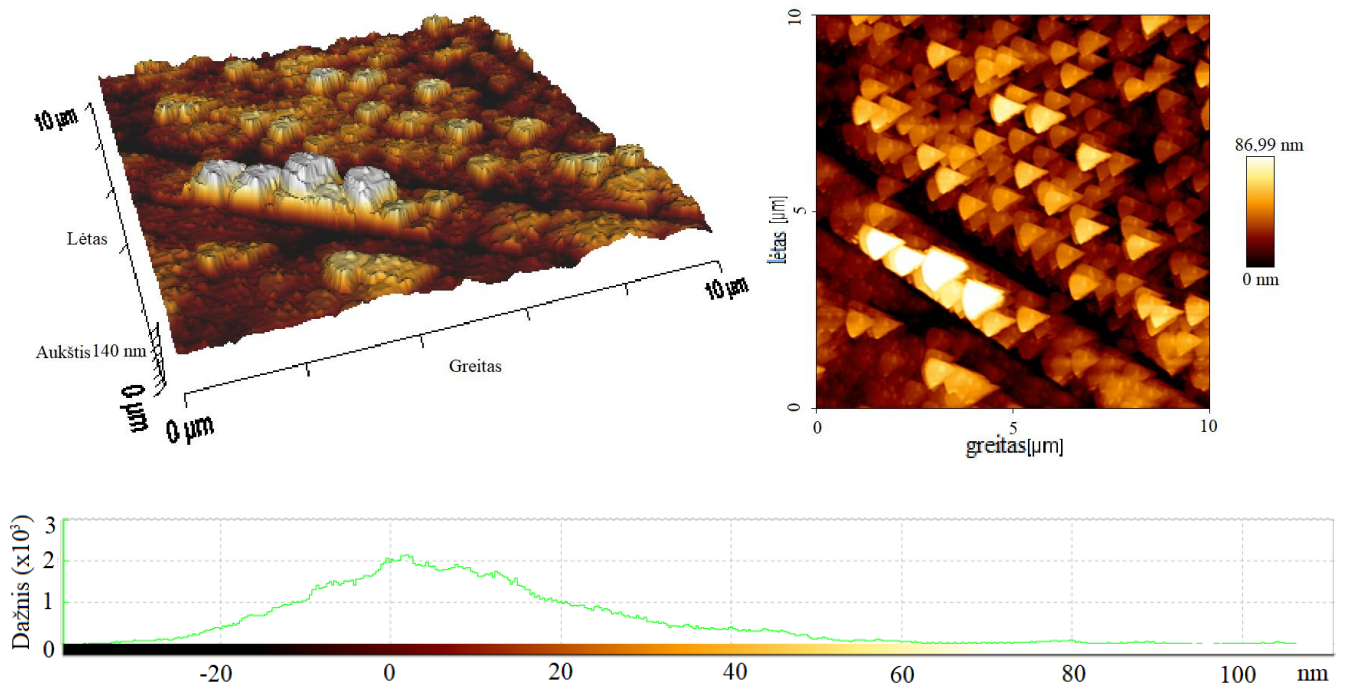 10 µm
Lėtas
Aukštis 140 nm
0 µm
0 µm
Greitas
10 µm
10
5
0
lėtas [µm]
0
5
10
greitas[µm]
86,99 nm
0 nm
Dažnis (x10³)
3
2
1
0
-20
0
20
40
60
80
100
nm